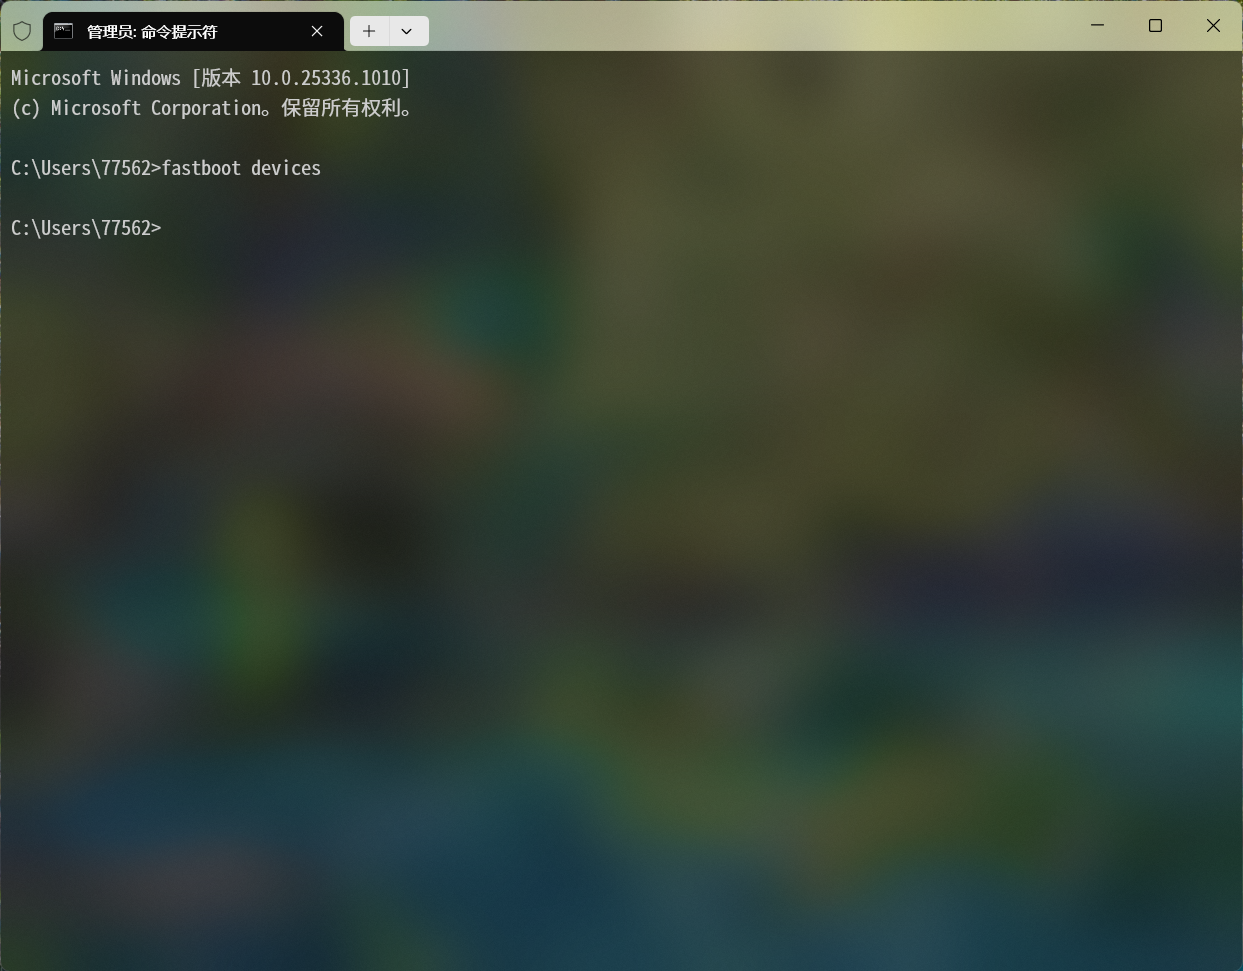 管理员: 命令提示符
Microsoft Windows [版本 10.0.25336.1010]
(c) Microsoft Corporation。保留所有权利。
C:\Users\77562>fastboot devices
C:\Users\77562>